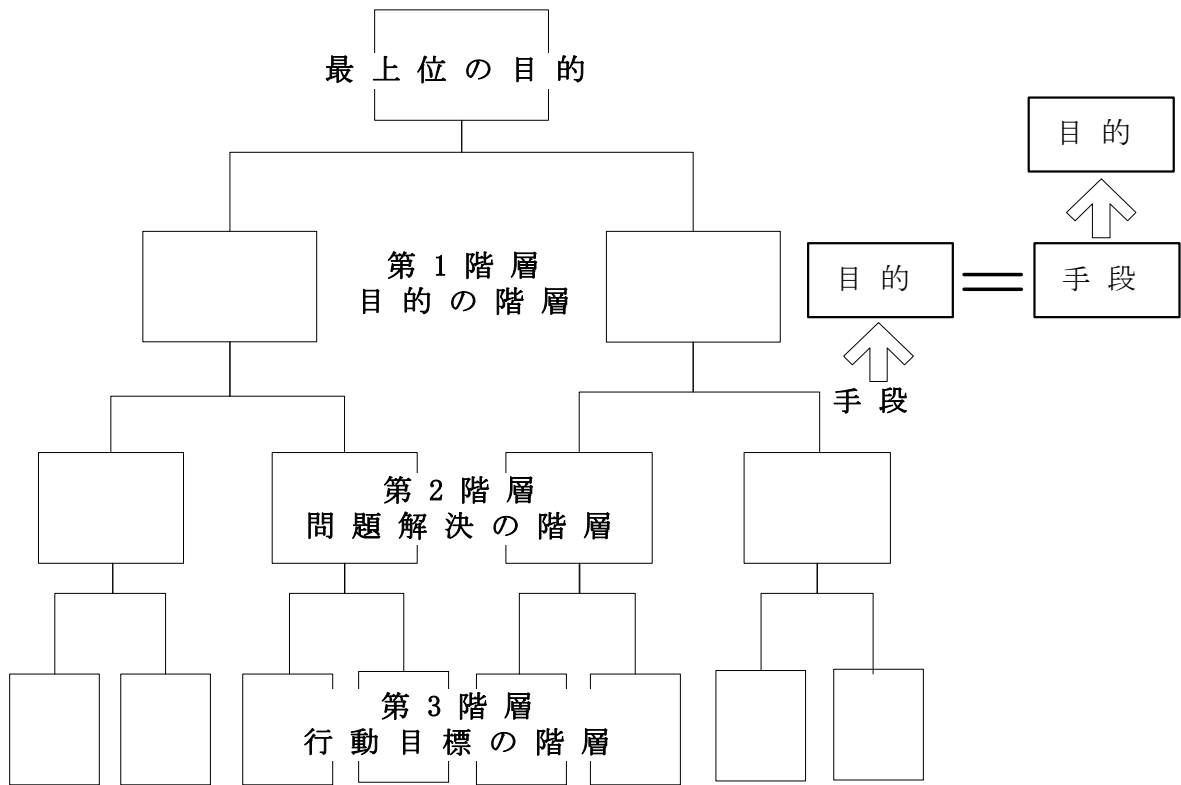 最上位の目的
第1階層
目的の階層
第2階層
問題解決の階層
第3階層
行動目標の階層
目的
目的
手段
手段